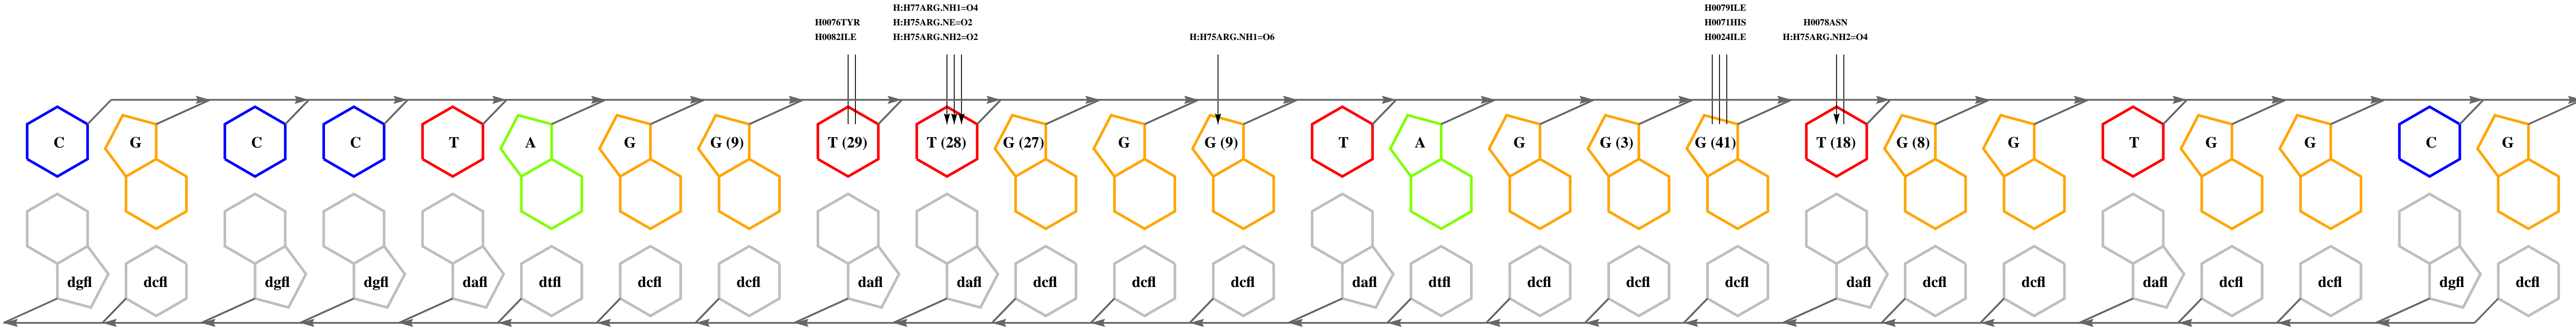 H:H77ARG.NH1=O4
H0079ILE
H0076TYR
H:H75ARG.NE=O2
H0071HIS
H0078ASN
H0082ILE
H:H75ARG.NH2=O2
H:H75ARG.NH1=O6
H0024ILE
H:H75ARG.NH2=O4
C G C C T A G G (9) T (29) T (28) G (27) G G (9) T A G G (3) G (41) T (18) G (8) G T G G C G
dgfl dcfl dgfl dgfl dafl dtfl dcfl dcfl dafl dafl dcfl dcfl dcfl dafl dtfl dcfl dcfl dcfl dafl dcfl dcfl dafl dcfl dcfl dgfl dcfl